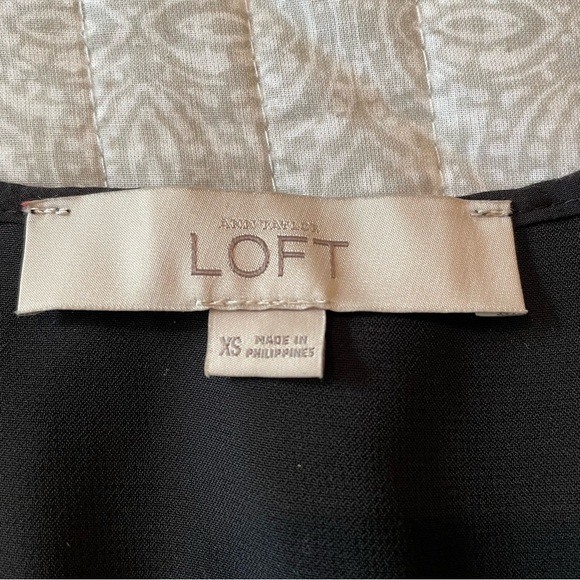 ANN TAYLOR
LOFT
XS MADE IN
PHILIPPINES